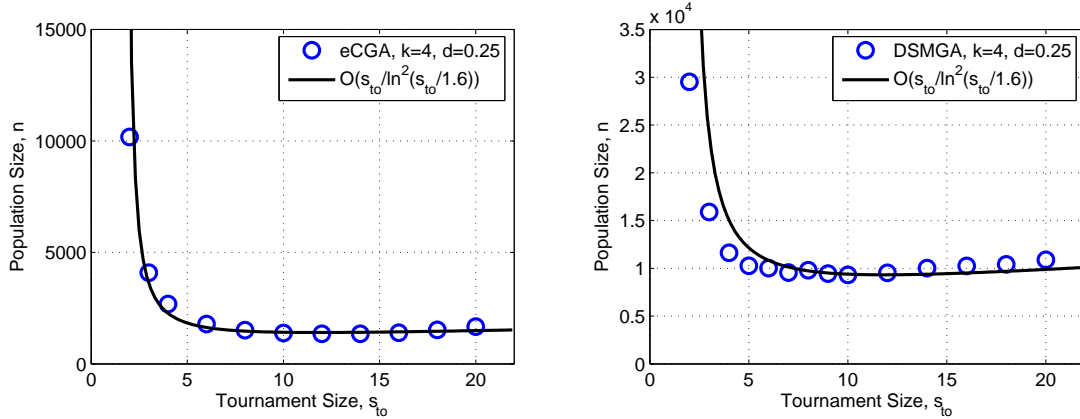 15000
10000
5000
0
0 5 10 15 20
Population Size, n
Tournament Size, s_to
eCGA, k=4, d=0.25
O(s_to/ln²(s_to/1.6))
x 10⁴
3.5
3
2.5
2
1.5
1
0.5
0
0 5 10 15 20
Population Size, n
Tournament Size, s_to
DSMGA, k=4, d=0.25
O(s_to/ln²(s_to/1.6))